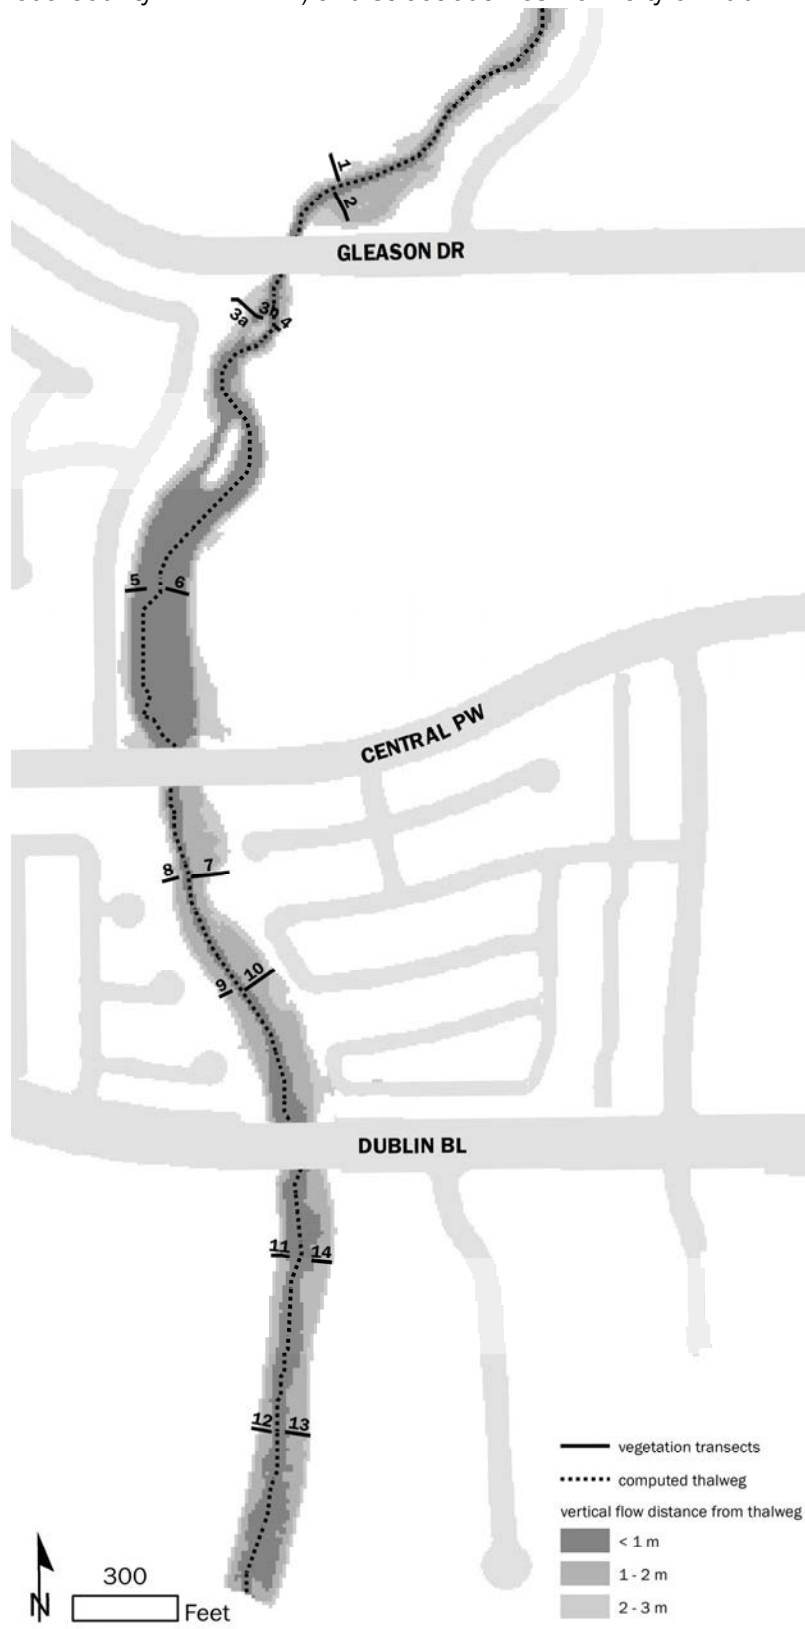 1
2
GLEASON DR
3b
3a
4
5
6
CENTRAL PW
8
7
10
9
DUBLIN BL
11
14
12
13
vegetation transects
computed thalweg
vertical flow distance from thalweg
< 1 m
1 - 2 m
2 - 3 m
300
N
Feet